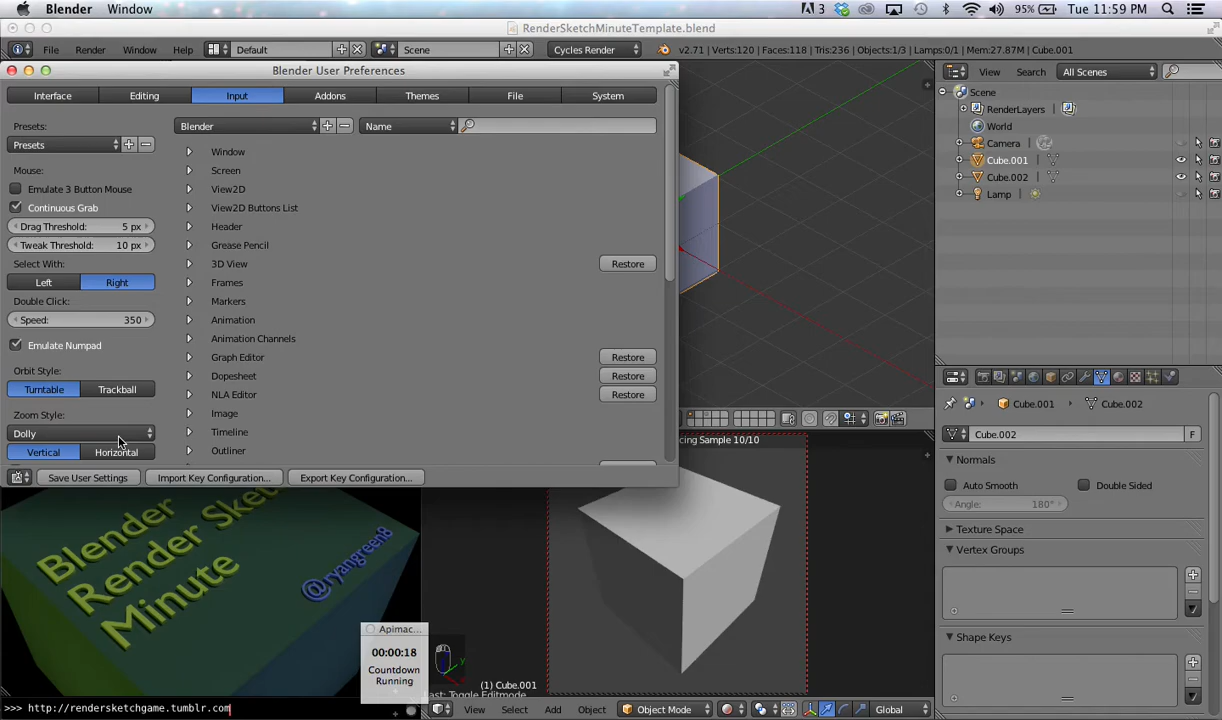 Blender Window 3 95% Tue 11:59 PM
RenderSketchMinuteTemplate.blend
File Render Window Help Default Scene Cycles Render v2.71 | Verts:120 | Faces:118 | Tris:236 | Objects:1/3 | Lamps:0/1 | Mem:27.87M | Cube.001
Blender User Preferences
Interface Editing Input Addons Themes File System
Presets:
Presets
Mouse:
Emulate 3 Button Mouse
Continuous Grab
Drag Threshold: 5 px
Tweak Threshold: 10 px
Select With:
Left Right
Double Click:
Speed: 350
Emulate Numpad
Orbit Style:
Turntable Trackball
Zoom Style:
Dolly
Vertical Horizontal
Blender Name
Window
Screen
View2D
View2D Buttons List
Header
Grease Pencil
3D View Restore
Frames
Markers
Animation
Animation Channels
Graph Editor Restore
Dopesheet Restore
NLA Editor Restore
Image
Timeline
Outliner
Save User Settings Import Key Configuration... Export Key Configuration...
View Search All Scenes
Scene
RenderLayers
World
Camera
Cube.001
Cube.002
Lamp
Cube.001 Cube.002
Cube.002 F
Normals
Auto Smooth Double Sided
Angle: 180°
Texture Space
Vertex Groups
Shape Keys
cing Sample 10/10
Blender
Render Sket
Minute
@ryangreen8
Apimac...
00:00:18
Countdown
Running
y
(1) Cube.001
Last: Toggle Editmode
>>> http://rendersketchgame.tumblr.com
View Select Add Object Object Mode